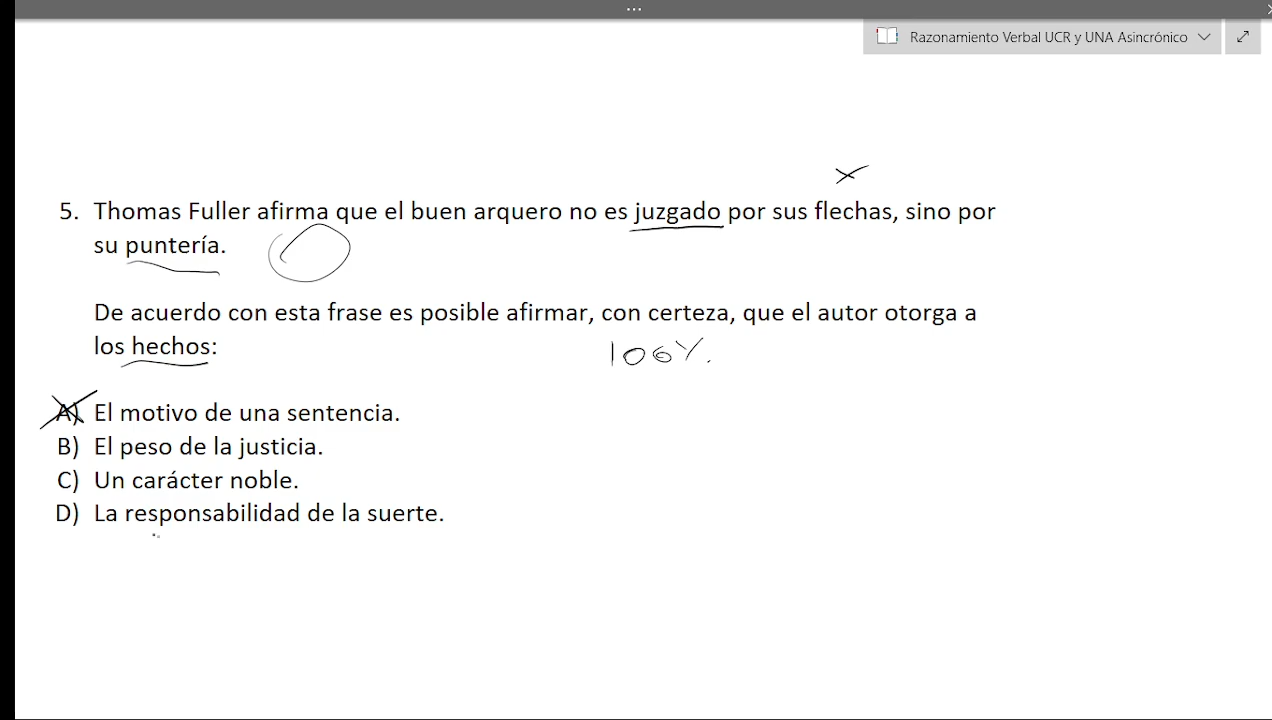 Razonamiento Verbal UCR y UNA Asincrónico
5. Thomas Fuller afirma que el buen arquero no es juzgado por sus flechas, sino por
su puntería.
De acuerdo con esta frase es posible afirmar, con certeza, que el autor otorga a
los hechos:
100%.
A) El motivo de una sentencia.
B) El peso de la justicia.
C) Un carácter noble.
D) La responsabilidad de la suerte.